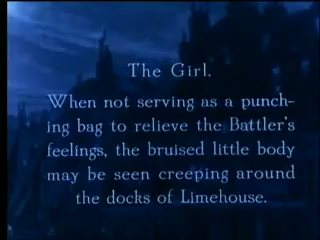 The Girl.
When not serving as a punch-
ing bag to relieve the Battler's
feelings, the bruised little body
may be seen creeping around
the docks of Limehouse.